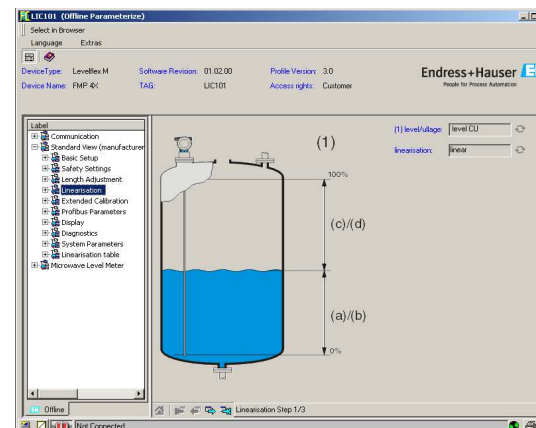 LIC101 (Offline Parameterize)
Select in Browser
Language Extras
DeviceType: Levelflex M Software Revision: 01.02.00 Profile Version: 3.0
Device Name: FMP 4X TAG: LIC101 Access rights: Customer
Endress+Hauser
People for Process Automation
Label
Communication
Standard View (manufacturer
Basic Setup
Safety Settings
Length Adjustment
Linearisation
Extended Calibration
Profibus Parameters
Display
Diagnostics
System Parameters
Linearisation table
Microwave Level Meter
(1)
100%
(c)/(d)
(a)/(b)
0%
(1) level/ullage: level CU
linearisation: linear
Offline
Linearisation Step 1/3
Not Connected